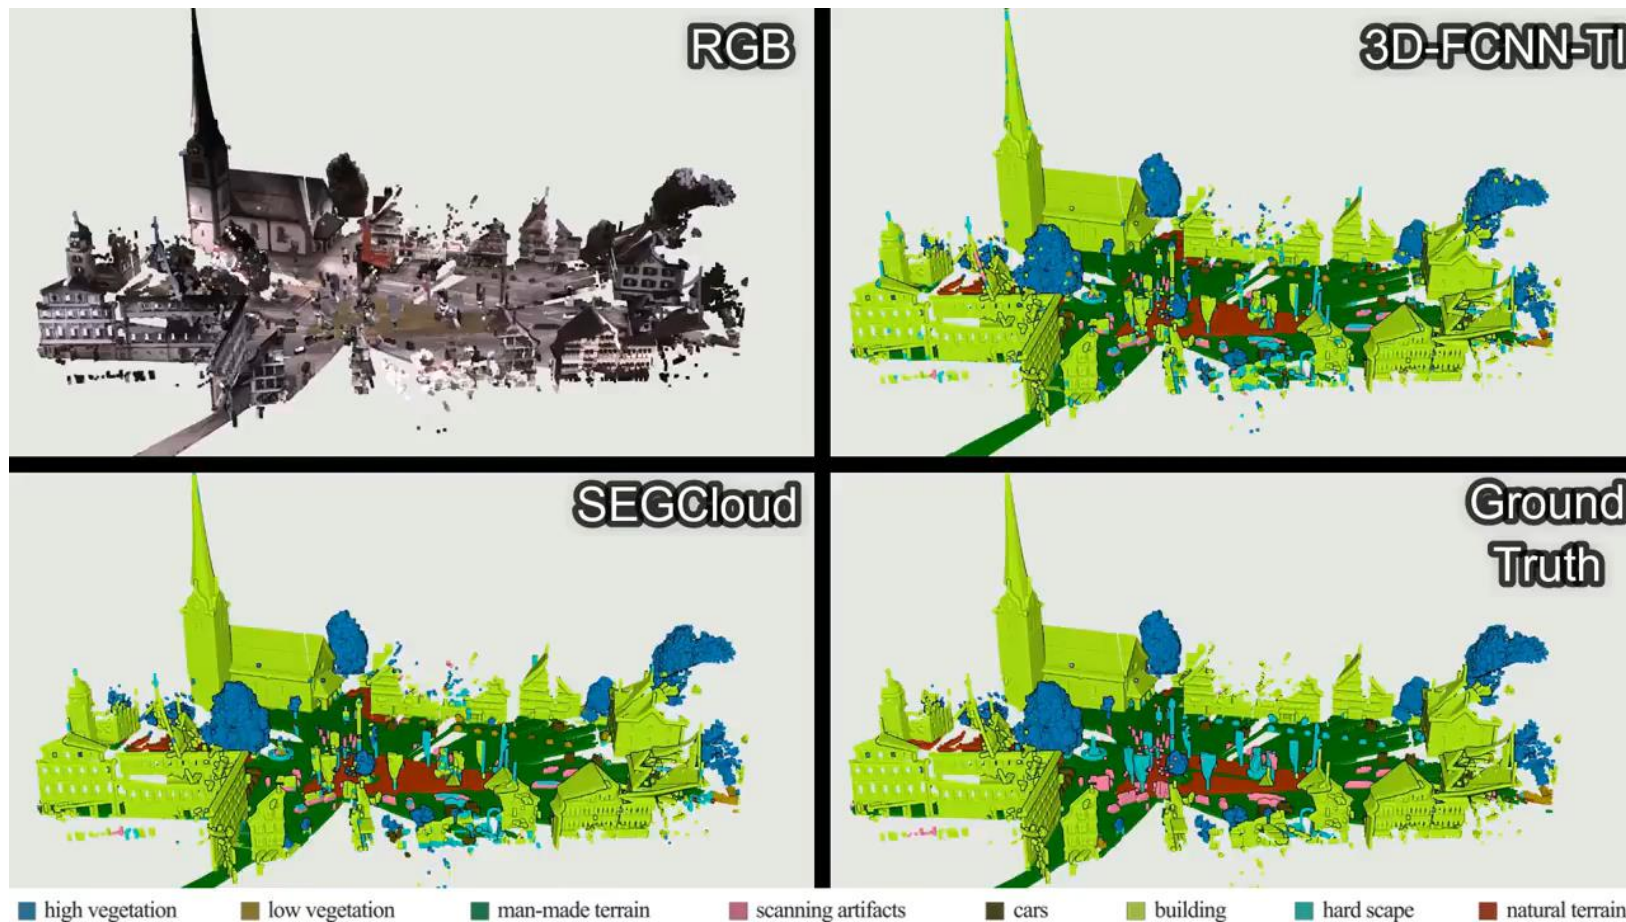 RGB
3D-FCNN-TI
SEGCloud
Ground
Truth
high vegetation
low vegetation
man-made terrain
scanning artifacts
cars
building
hard scape
natural terrain